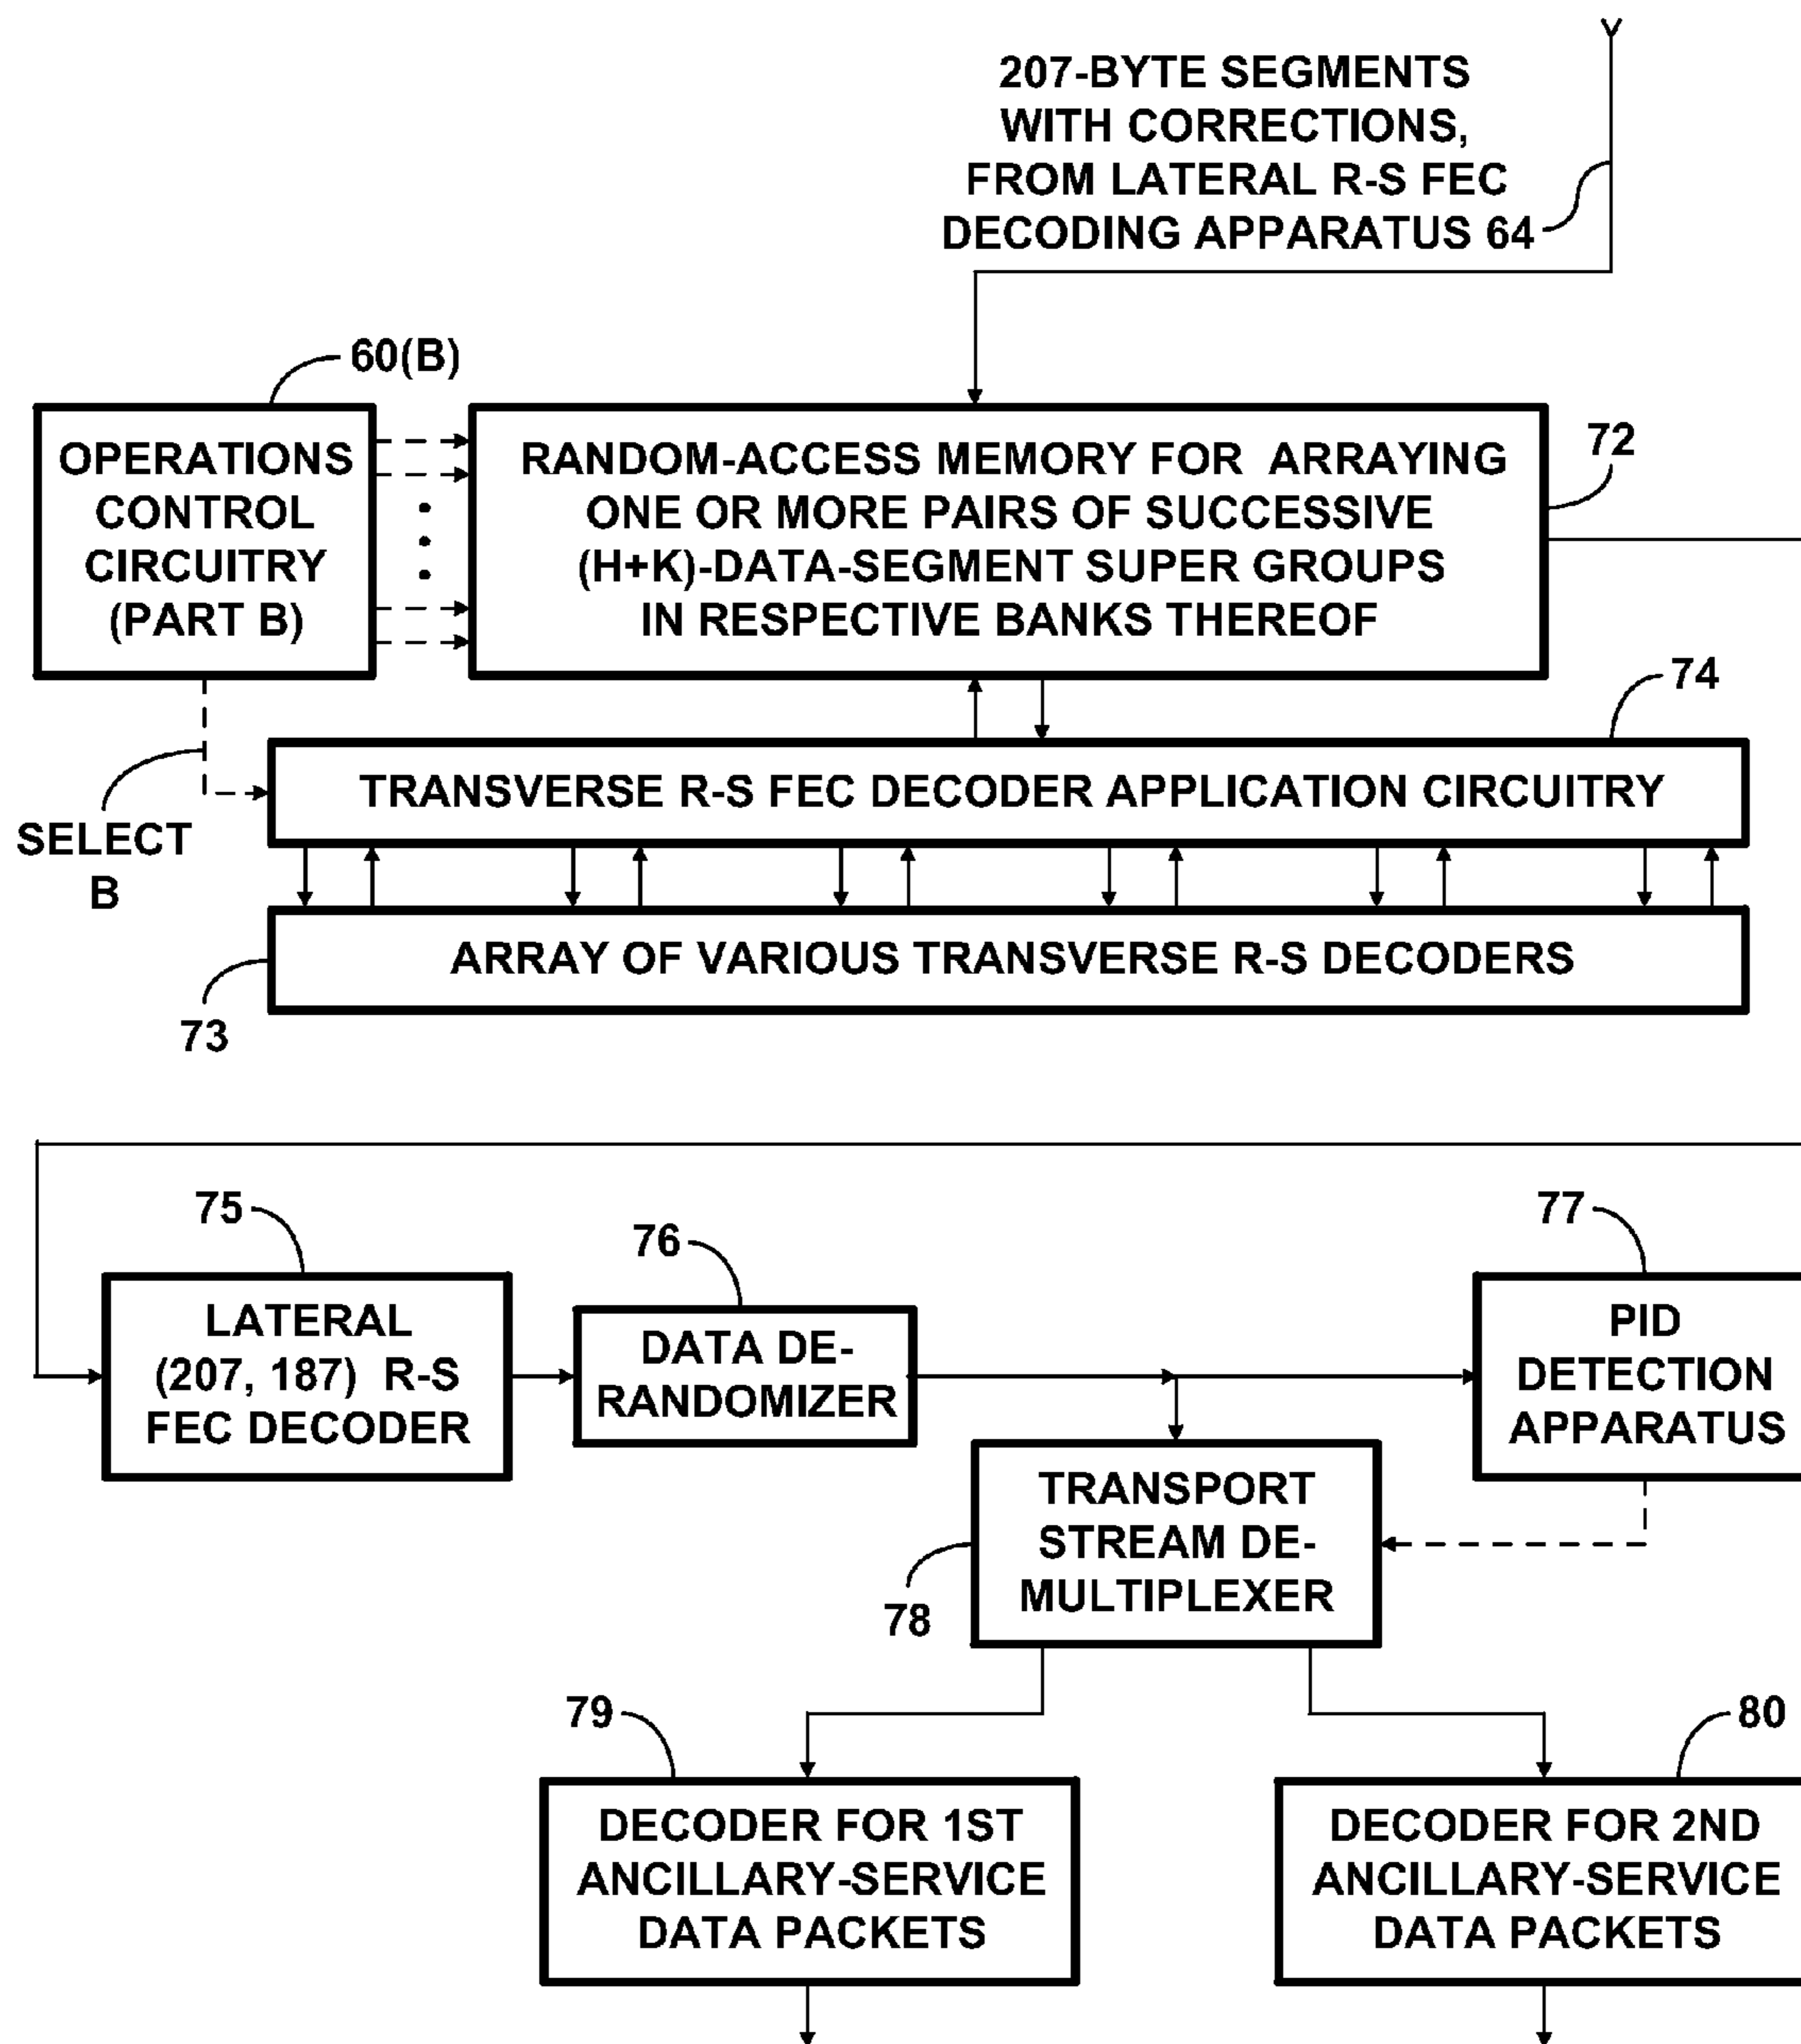 207-BYTE SEGMENTS
WITH CORRECTIONS,
FROM LATERAL R-S FEC
DECODING APPARATUS 64
60(B)
OPERATIONS
CONTROL
CIRCUITRY
(PART B)
RANDOM-ACCESS MEMORY FOR ARRAYING
ONE OR MORE PAIRS OF SUCCESSIVE
(H+K)-DATA-SEGMENT SUPER GROUPS
IN RESPECTIVE BANKS THEREOF
72
74
SELECT
B
TRANSVERSE R-S FEC DECODER APPLICATION CIRCUITRY
ARRAY OF VARIOUS TRANSVERSE R-S DECODERS
73
75
76
77
LATERAL
(207, 187) R-S
FEC DECODER
DATA DE-
RANDOMIZER
PID
DETECTION
APPARATUS
TRANSPORT
STREAM DE-
MULTIPLEXER
78
79
80
DECODER FOR 1ST
ANCILLARY-SERVICE
DATA PACKETS
DECODER FOR 2ND
ANCILLARY-SERVICE
DATA PACKETS